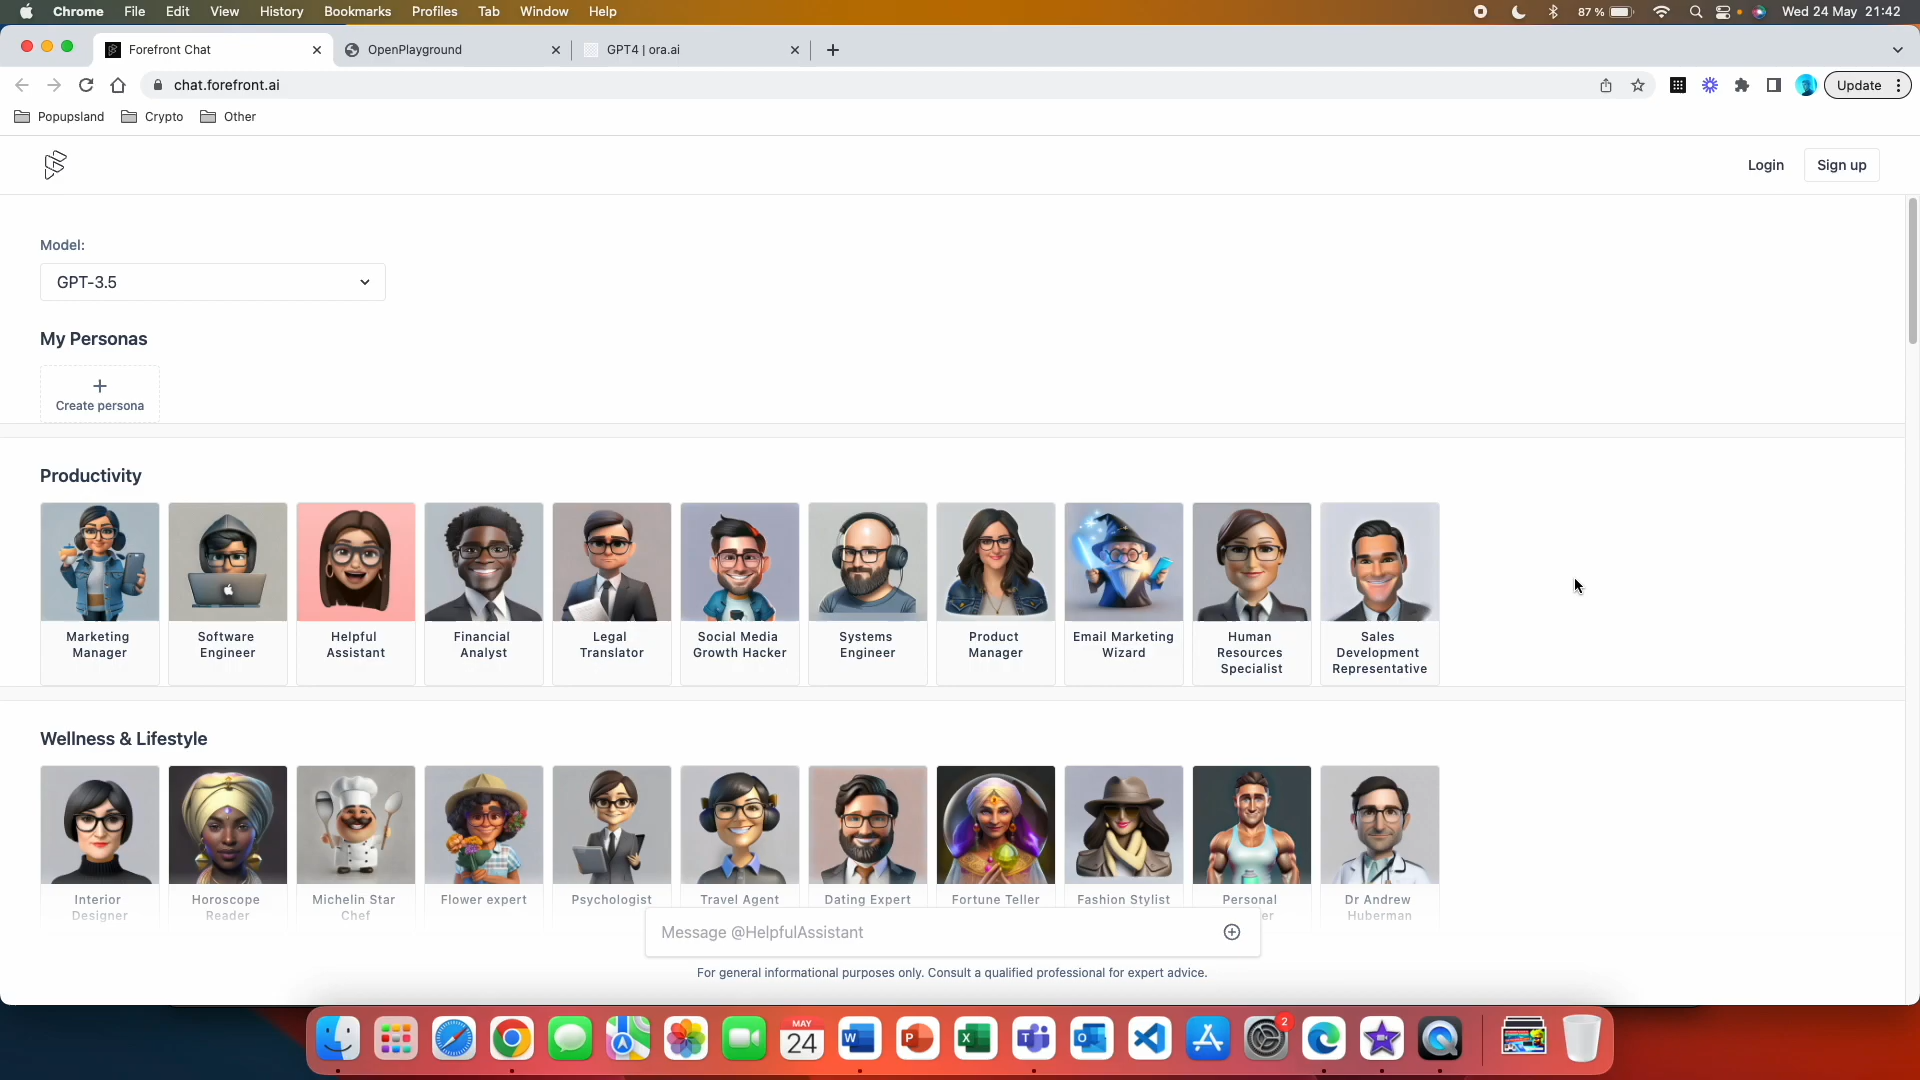 Chrome File Edit View History Bookmarks Profiles Tab Window Help 87 % Wed 24 May 21:42
Forefront Chat OpenPlayground GPT4 | ora.ai
chat.forefront.ai Update
Popupsland Crypto Other
Login Sign up
Model:
GPT-3.5
My Personas
Create persona
Productivity
Marketing Manager
Software Engineer
Helpful Assistant
Financial Analyst
Legal Translator
Social Media Growth Hacker
Systems Engineer
Product Manager
Email Marketing Wizard
Human Resources Specialist
Sales Development Representative
Wellness & Lifestyle
Interior Designer
Horoscope Reader
Michelin Star Chef
Flower expert
Psychologist
Travel Agent
Dating Expert
Fortune Teller
Fashion Stylist
Personal
Dr Andrew Huberman
Message @HelpfulAssistant
For general informational purposes only. Consult a qualified professional for expert advice.
MAY
24
2